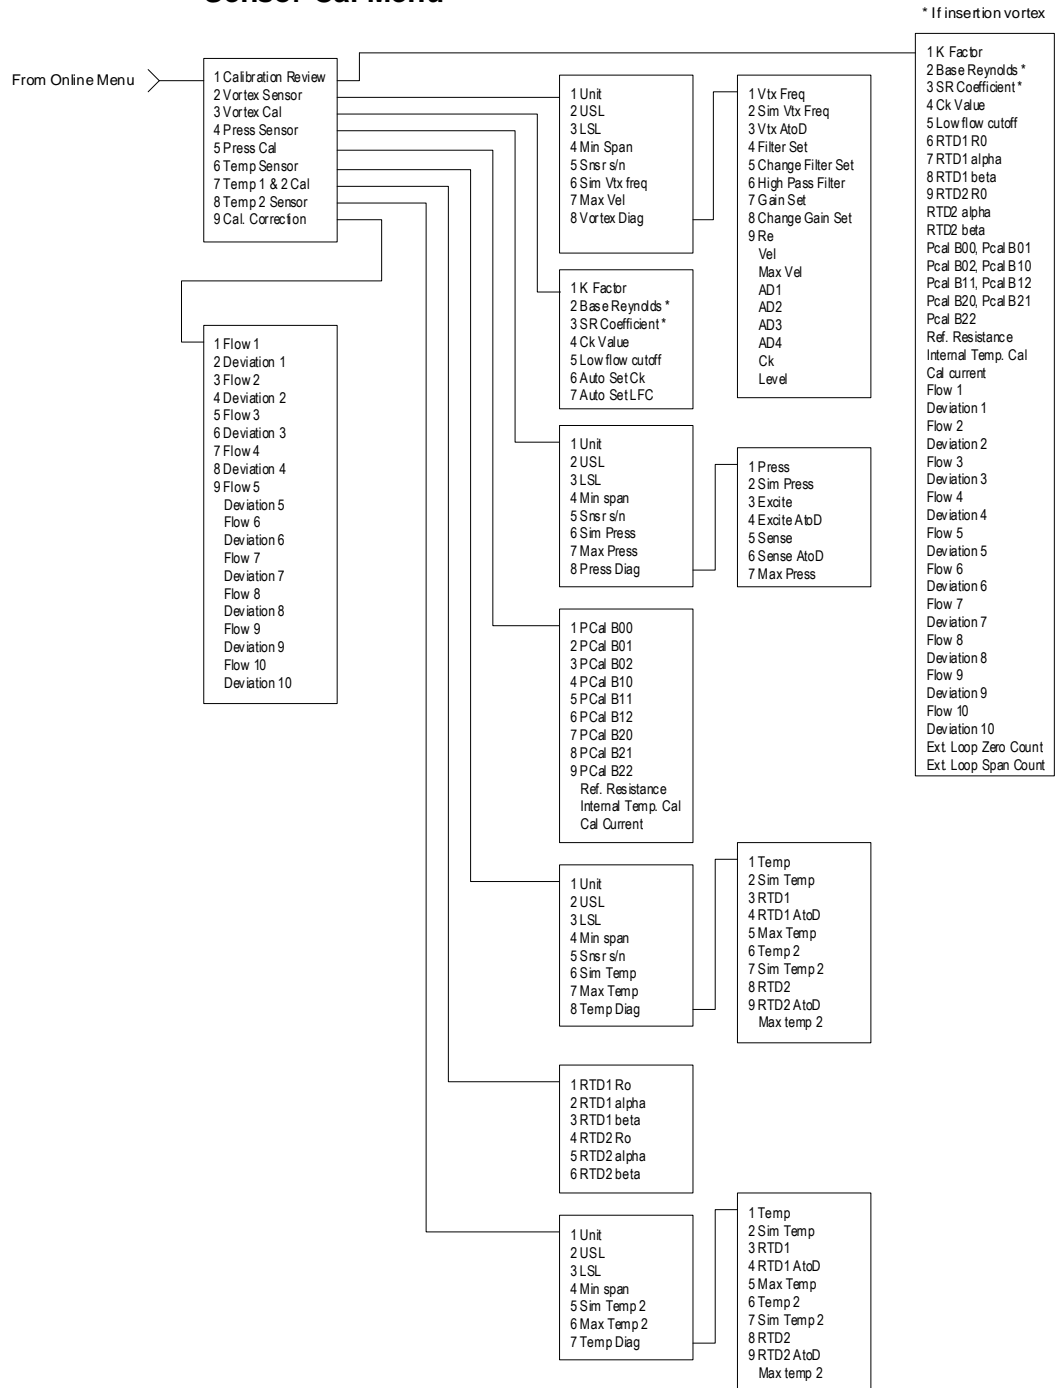 Sensor Cal Menu
* If insertion vortex
From Online Menu
1 Calibration Review
2 Vortex Sensor
3 Vortex Cal
4 Press Sensor
5 Press Cal
6 Temp Sensor
7 Temp 1 & 2 Cal
8 Temp 2 Sensor
9 Cal. Correction
1 Flow 1
2 Deviation 1
3 Flow 2
4 Deviation 2
5 Flow 3
6 Deviation 3
7 Flow 4
8 Deviation 4
9 Flow 5
Deviation 5
Flow 6
Deviation 6
Flow 7
Deviation 7
Flow 8
Deviation 8
Flow 9
Deviation 9
Flow 10
Deviation 10
1 Unit
2 USL
3 LSL
4 Min Span
5 Snsr s/n
6 Sim Vtx freq
7 Max Vel
8 Vortex Diag
1 Vtx Freq
2 Sim Vtx Freq
3 Vtx AtoD
4 Filter Set
5 Change Filter Set
6 High Pass Filter
7 Gain Set
8 Change Gain Set
9 Re
Vel
Max Vel
AD1
AD2
AD3
AD4
Ck
Level
1 K Factor
2 Base Reynolds *
3 SR Coefficient *
4 Ck Value
5 Low flow cutoff
6 Auto Set Ck
7 Auto Set LFC
1 Unit
2 USL
3 LSL
4 Min span
5 Snsr s/n
6 Sim Press
7 Max Press
8 Press Diag
1 Press
2 Sim Press
3 Excite
4 Excite AtoD
5 Sense
6 Sense AtoD
7 Max Press
1 PCal B00
2 PCal B01
3 PCal B02
4 PCal B10
5 PCal B11
6 PCal B12
7 PCal B20
8 PCal B21
9 PCal B22
Ref. Resistance
Internal Temp. Cal
Cal Current
1 Unit
2 USL
3 LSL
4 Min span
5 Snsr s/n
6 Sim Temp
7 Max Temp
8 Temp Diag
1 Temp
2 Sim Temp
3 RTD1
4 RTD1 AtoD
5 Max Temp
6 Temp 2
7 Sim Temp 2
8 RTD2
9 RTD2 AtoD
Max temp 2
1 RTD1 Ro
2 RTD1 alpha
3 RTD1 beta
4 RTD2 Ro
5 RTD2 alpha
6 RTD2 beta
1 Unit
2 USL
3 LSL
4 Min span
5 Sim Temp 2
6 Max Temp 2
7 Temp Diag
1 Temp
2 Sim Temp
3 RTD1
4 RTD1 AtoD
5 Max Temp
6 Temp 2
7 Sim Temp 2
8 RTD2
9 RTD2 AtoD
Max temp 2
1 K Factor
2 Base Reynolds *
3 SR Coefficient *
4 Ck Value
5 Low flow cutoff
6 RTD1 R0
7 RTD1 alpha
8 RTD1 beta
9 RTD2 R0
RTD2 alpha
RTD2 beta
Pcal B00, Pcal B01
Pcal B02, Pcal B10
Pcal B11, Pcal B12
Pcal B20, Pcal B21
Pcal B22
Ref. Resistance
Internal Temp. Cal
Cal current
Flow 1
Deviation 1
Flow 2
Deviation 2
Flow 3
Deviation 3
Flow 4
Deviation 4
Flow 5
Deviation 5
Flow 6
Deviation 6
Flow 7
Deviation 7
Flow 8
Deviation 8
Flow 9
Deviation 9
Flow 10
Deviation 10
Ext. Loop Zero Count
Ext. Loop Span Count